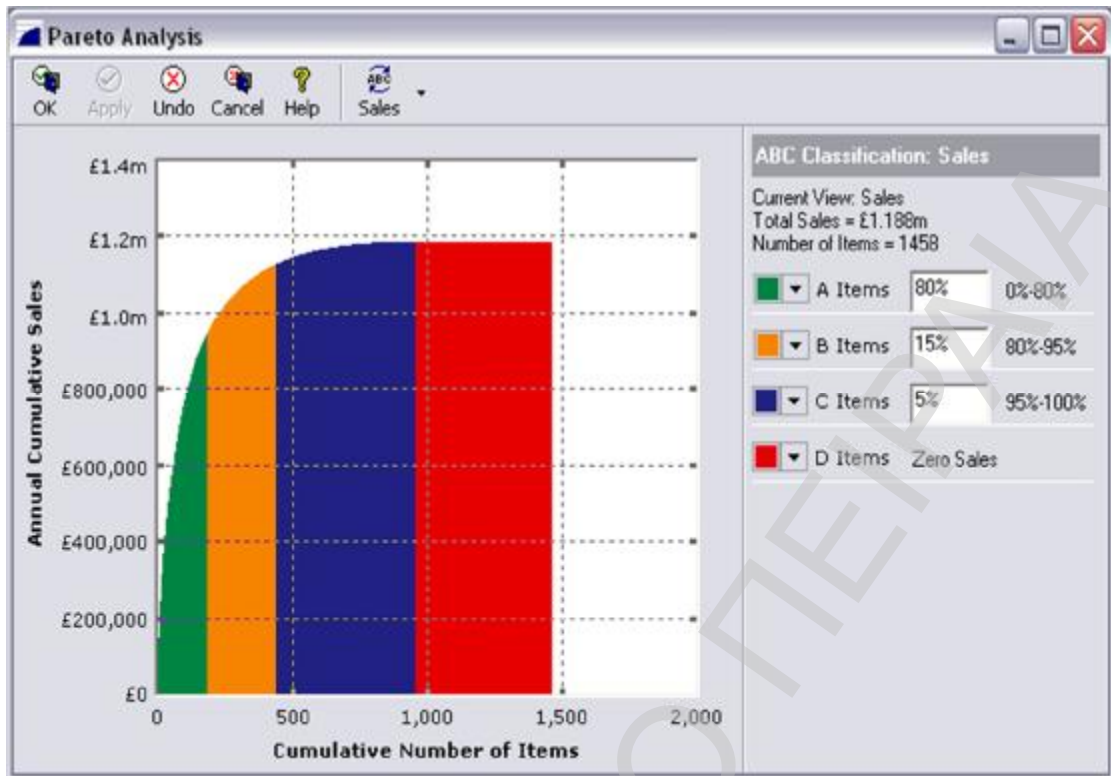 Pareto Analysis
OK Apply Undo Cancel Help ABC Sales
£1.4m
£1.2m
£1.0m
£800,000
£600,000
£400,000
£200,000
£0
Annual Cumulative Sales
0 500 1,000 1,500 2,000
Cumulative Number of Items
ABC Classification: Sales
Current View: Sales
Total Sales = £1.188m
Number of Items = 1458
A Items 80% 0%-80%
B Items 15% 80%-95%
C Items 5% 95%-100%
D Items Zero Sales
Ο ΠΕΙΡΑΙΑ